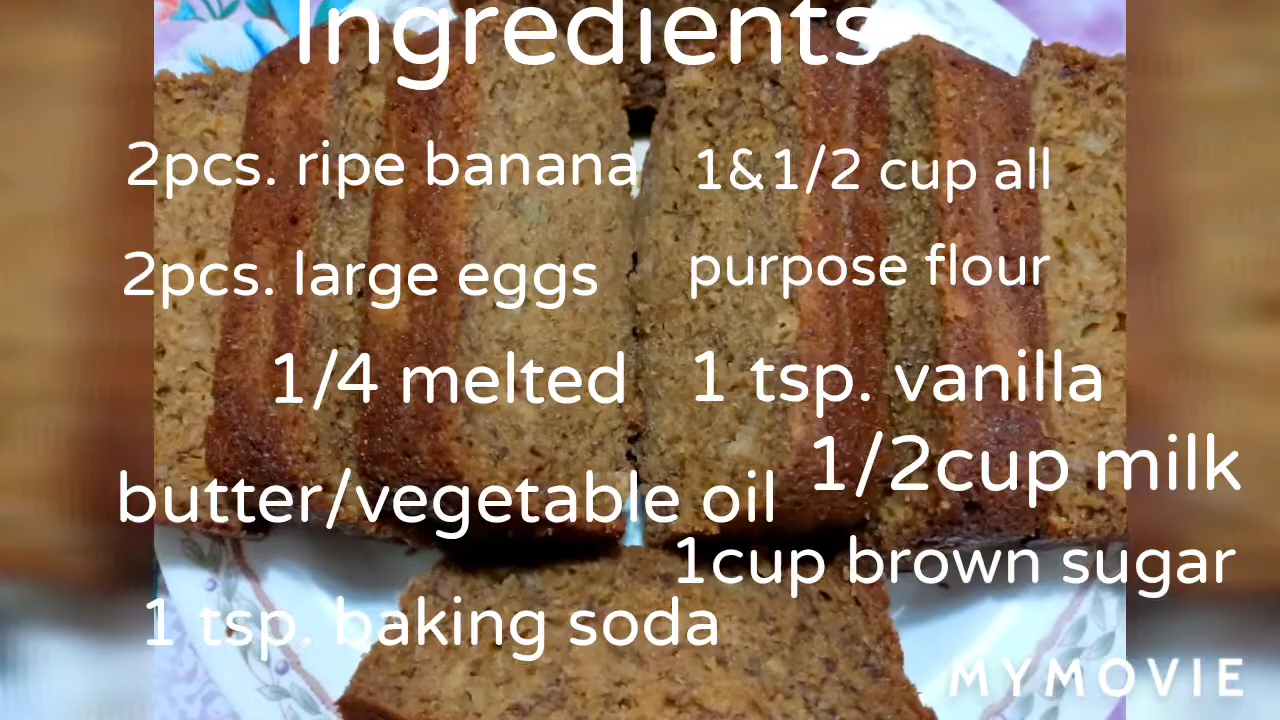 Ingredients
2pcs. ripe banana
2pcs. large eggs
1/4 melted
butter/vegetable oil
1 tsp. baking soda
1&1/2 cup all
purpose flour
1 tsp. vanilla
1/2cup milk
1cup brown sugar
MYMOVIE